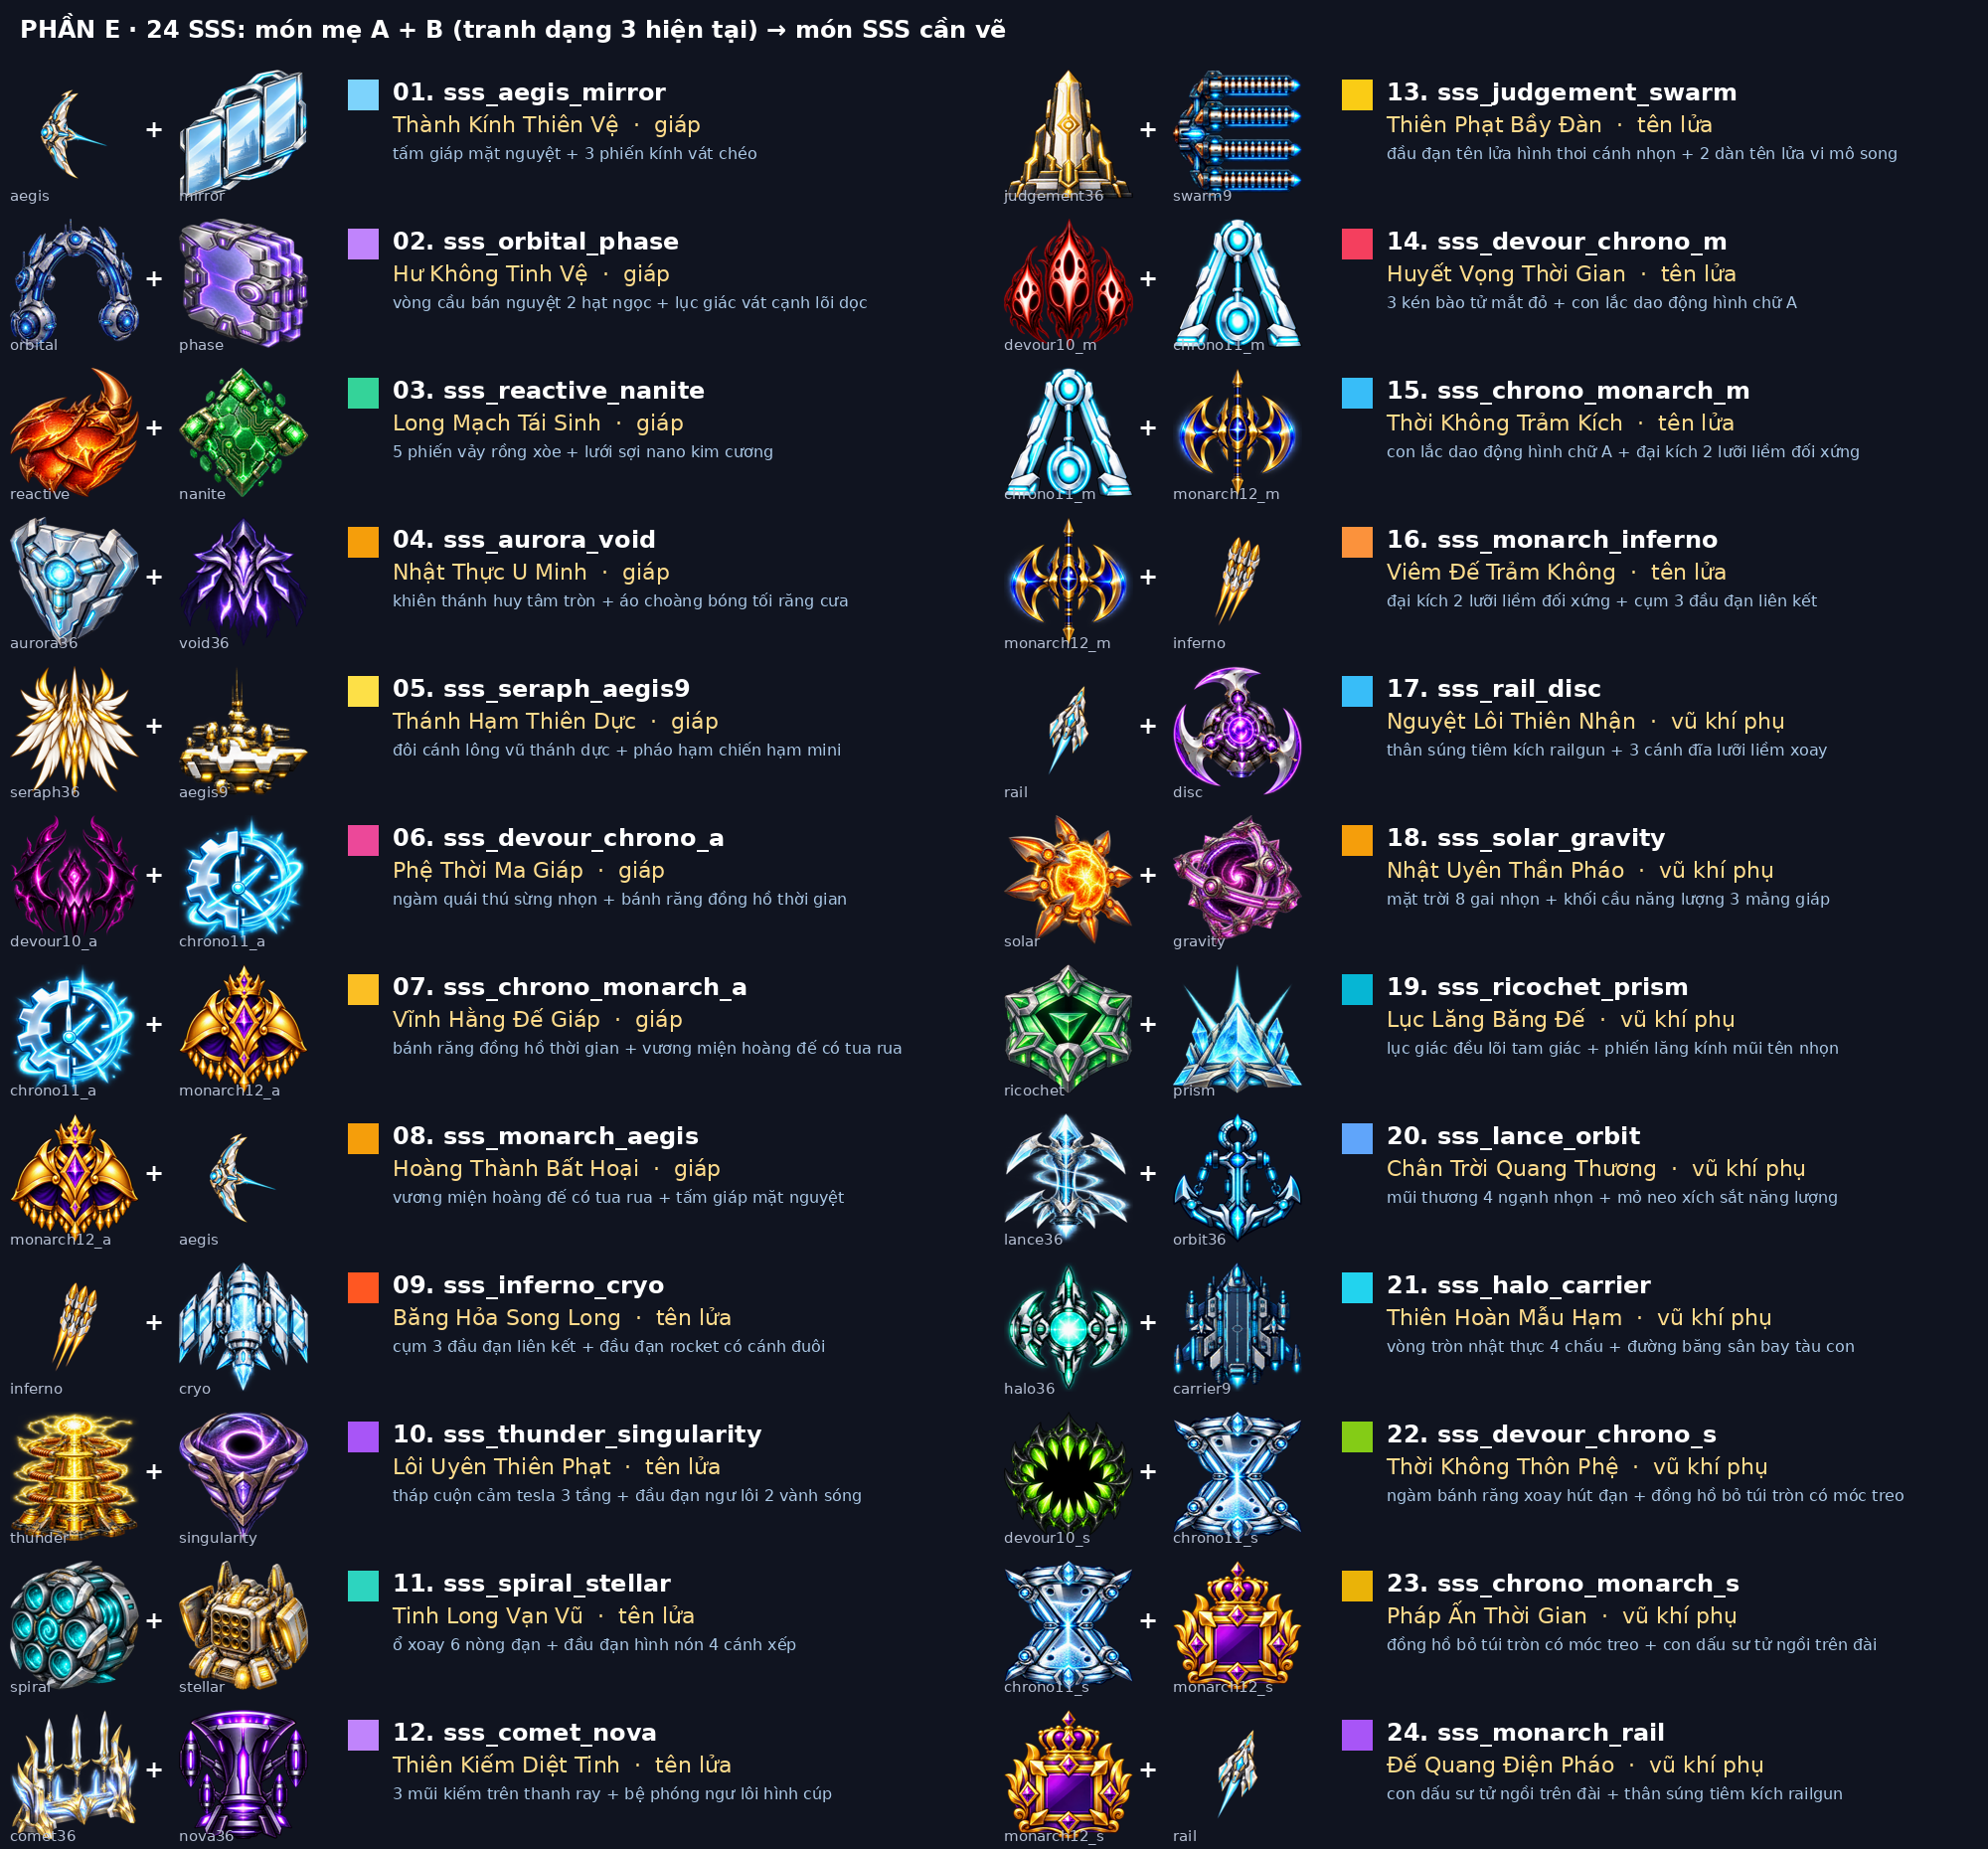 PHẦN E · 24 SSS: món mẹ A + B (tranh dạng 3 hiện tại) → món SSS cần vẽ
+
01. sss_aegis_mirror
Thành Kính Thiên Vệ · giáp
tấm giáp mặt nguyệt + 3 phiến kính vát chéo
aegis
mirror
+
02. sss_orbital_phase
Hư Không Tinh Vệ · giáp
vòng cầu bán nguyệt 2 hạt ngọc + lục giác vát cạnh lõi dọc
orbital
phase
+
03. sss_reactive_nanite
Long Mạch Tái Sinh · giáp
5 phiến vảy rồng xòe + lưới sợi nano kim cương
reactive
nanite
+
04. sss_aurora_void
Nhật Thực U Minh · giáp
khiên thánh huy tâm tròn + áo choàng bóng tối răng cưa
aurora36
void36
+
05. sss_seraph_aegis9
Thánh Hạm Thiên Dực · giáp
đôi cánh lông vũ thánh dực + pháo hạm chiến hạm mini
seraph36
aegis9
+
06. sss_devour_chrono_a
Phệ Thời Ma Giáp · giáp
ngàm quái thú sừng nhọn + bánh răng đồng hồ thời gian
devour10_a
chrono11_a
+
07. sss_chrono_monarch_a
Vĩnh Hằng Đế Giáp · giáp
bánh răng đồng hồ thời gian + vương miện hoàng đế có tua rua
chrono11_a
monarch12_a
+
08. sss_monarch_aegis
Hoàng Thành Bất Hoại · giáp
vương miện hoàng đế có tua rua + tấm giáp mặt nguyệt
monarch12_a
aegis
+
09. sss_inferno_cryo
Băng Hỏa Song Long · tên lửa
cụm 3 đầu đạn liên kết + đầu đạn rocket có cánh đuôi
inferno
cryo
+
10. sss_thunder_singularity
Lôi Uyên Thiên Phạt · tên lửa
tháp cuộn cảm tesla 3 tầng + đầu đạn ngư lôi 2 vành sóng
thunder
singularity
+
11. sss_spiral_stellar
Tinh Long Vạn Vũ · tên lửa
ổ xoay 6 nòng đạn + đầu đạn hình nón 4 cánh xếp
spiral
stellar
+
12. sss_comet_nova
Thiên Kiếm Diệt Tinh · tên lửa
3 mũi kiếm trên thanh ray + bệ phóng ngư lôi hình cúp
comet36
nova36
+
13. sss_judgement_swarm
Thiên Phạt Bầy Đàn · tên lửa
đầu đạn tên lửa hình thoi cánh nhọn + 2 dàn tên lửa vi mô song
judgement36
swarm9
+
14. sss_devour_chrono_m
Huyết Vọng Thời Gian · tên lửa
3 kén bào tử mắt đỏ + con lắc dao động hình chữ A
devour10_m
chrono11_m
+
15. sss_chrono_monarch_m
Thời Không Trảm Kích · tên lửa
con lắc dao động hình chữ A + đại kích 2 lưỡi liềm đối xứng
chrono11_m
monarch12_m
+
16. sss_monarch_inferno
Viêm Đế Trảm Không · tên lửa
đại kích 2 lưỡi liềm đối xứng + cụm 3 đầu đạn liên kết
monarch12_m
inferno
+
17. sss_rail_disc
Nguyệt Lôi Thiên Nhận · vũ khí phụ
thân súng tiêm kích railgun + 3 cánh đĩa lưỡi liềm xoay
rail
disc
+
18. sss_solar_gravity
Nhật Uyên Thần Pháo · vũ khí phụ
mặt trời 8 gai nhọn + khối cầu năng lượng 3 mảng giáp
solar
gravity
+
19. sss_ricochet_prism
Lục Lăng Băng Đế · vũ khí phụ
lục giác đều lõi tam giác + phiến lăng kính mũi tên nhọn
ricochet
prism
+
20. sss_lance_orbit
Chân Trời Quang Thương · vũ khí phụ
mũi thương 4 ngạnh nhọn + mỏ neo xích sắt năng lượng
lance36
orbit36
+
21. sss_halo_carrier
Thiên Hoàn Mẫu Hạm · vũ khí phụ
vòng tròn nhật thực 4 chấu + đường băng sân bay tàu con
halo36
carrier9
+
22. sss_devour_chrono_s
Thời Không Thôn Phệ · vũ khí phụ
ngàm bánh răng xoay hút đạn + đồng hồ bỏ túi tròn có móc treo
devour10_s
chrono11_s
+
23. sss_chrono_monarch_s
Pháp Ấn Thời Gian · vũ khí phụ
đồng hồ bỏ túi tròn có móc treo + con dấu sư tử ngồi trên đài
chrono11_s
monarch12_s
+
24. sss_monarch_rail
Đế Quang Điện Pháo · vũ khí phụ
con dấu sư tử ngồi trên đài + thân súng tiêm kích railgun
monarch12_s
rail